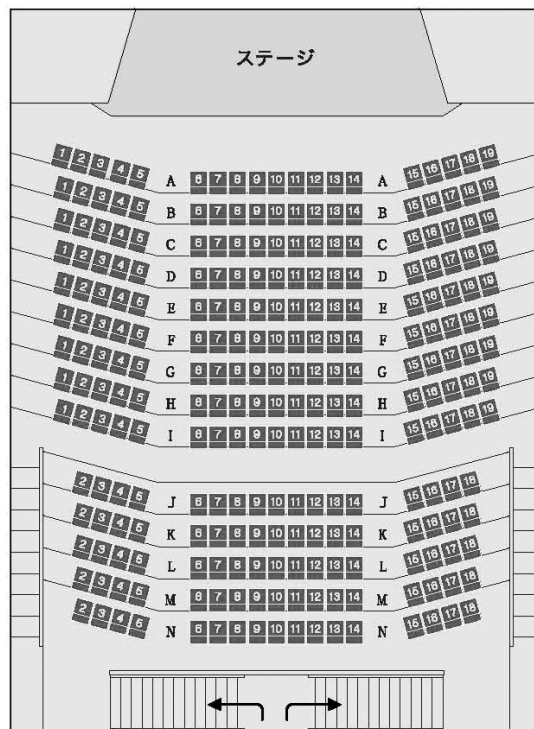 ステージ
1 2 3 4 5 A 6 7 8 9 10 11 12 13 14 A 15 16 17 18 19
1 2 3 4 5 B 6 7 8 9 10 11 12 13 14 B 15 16 17 18 19
1 2 3 4 5 C 6 7 8 9 10 11 12 13 14 C 15 16 17 18 19
1 2 3 4 5 D 6 7 8 9 10 11 12 13 14 D 15 16 17 18 19
1 2 3 4 5 E 6 7 8 9 10 11 12 13 14 E 15 16 17 18 19
1 2 3 4 5 F 6 7 8 9 10 11 12 13 14 F 15 16 17 18 19
1 2 3 4 5 G 6 7 8 9 10 11 12 13 14 G 15 16 17 18 19
1 2 3 4 5 H 6 7 8 9 10 11 12 13 14 H 15 16 17 18 19
1 2 3 4 5 I 6 7 8 9 10 11 12 13 14 I 15 16 17 18 19
2 3 4 5 J 6 7 8 9 10 11 12 13 14 J 15 16 17 18
2 3 4 5 K 6 7 8 9 10 11 12 13 14 K 15 16 17 18
2 3 4 5 L 6 7 8 9 10 11 12 13 14 L 15 16 17 18
2 3 4 5 M 6 7 8 9 10 11 12 13 14 M 15 16 17 18
2 3 4 5 N 6 7 8 9 10 11 12 13 14 N 15 16 17 18